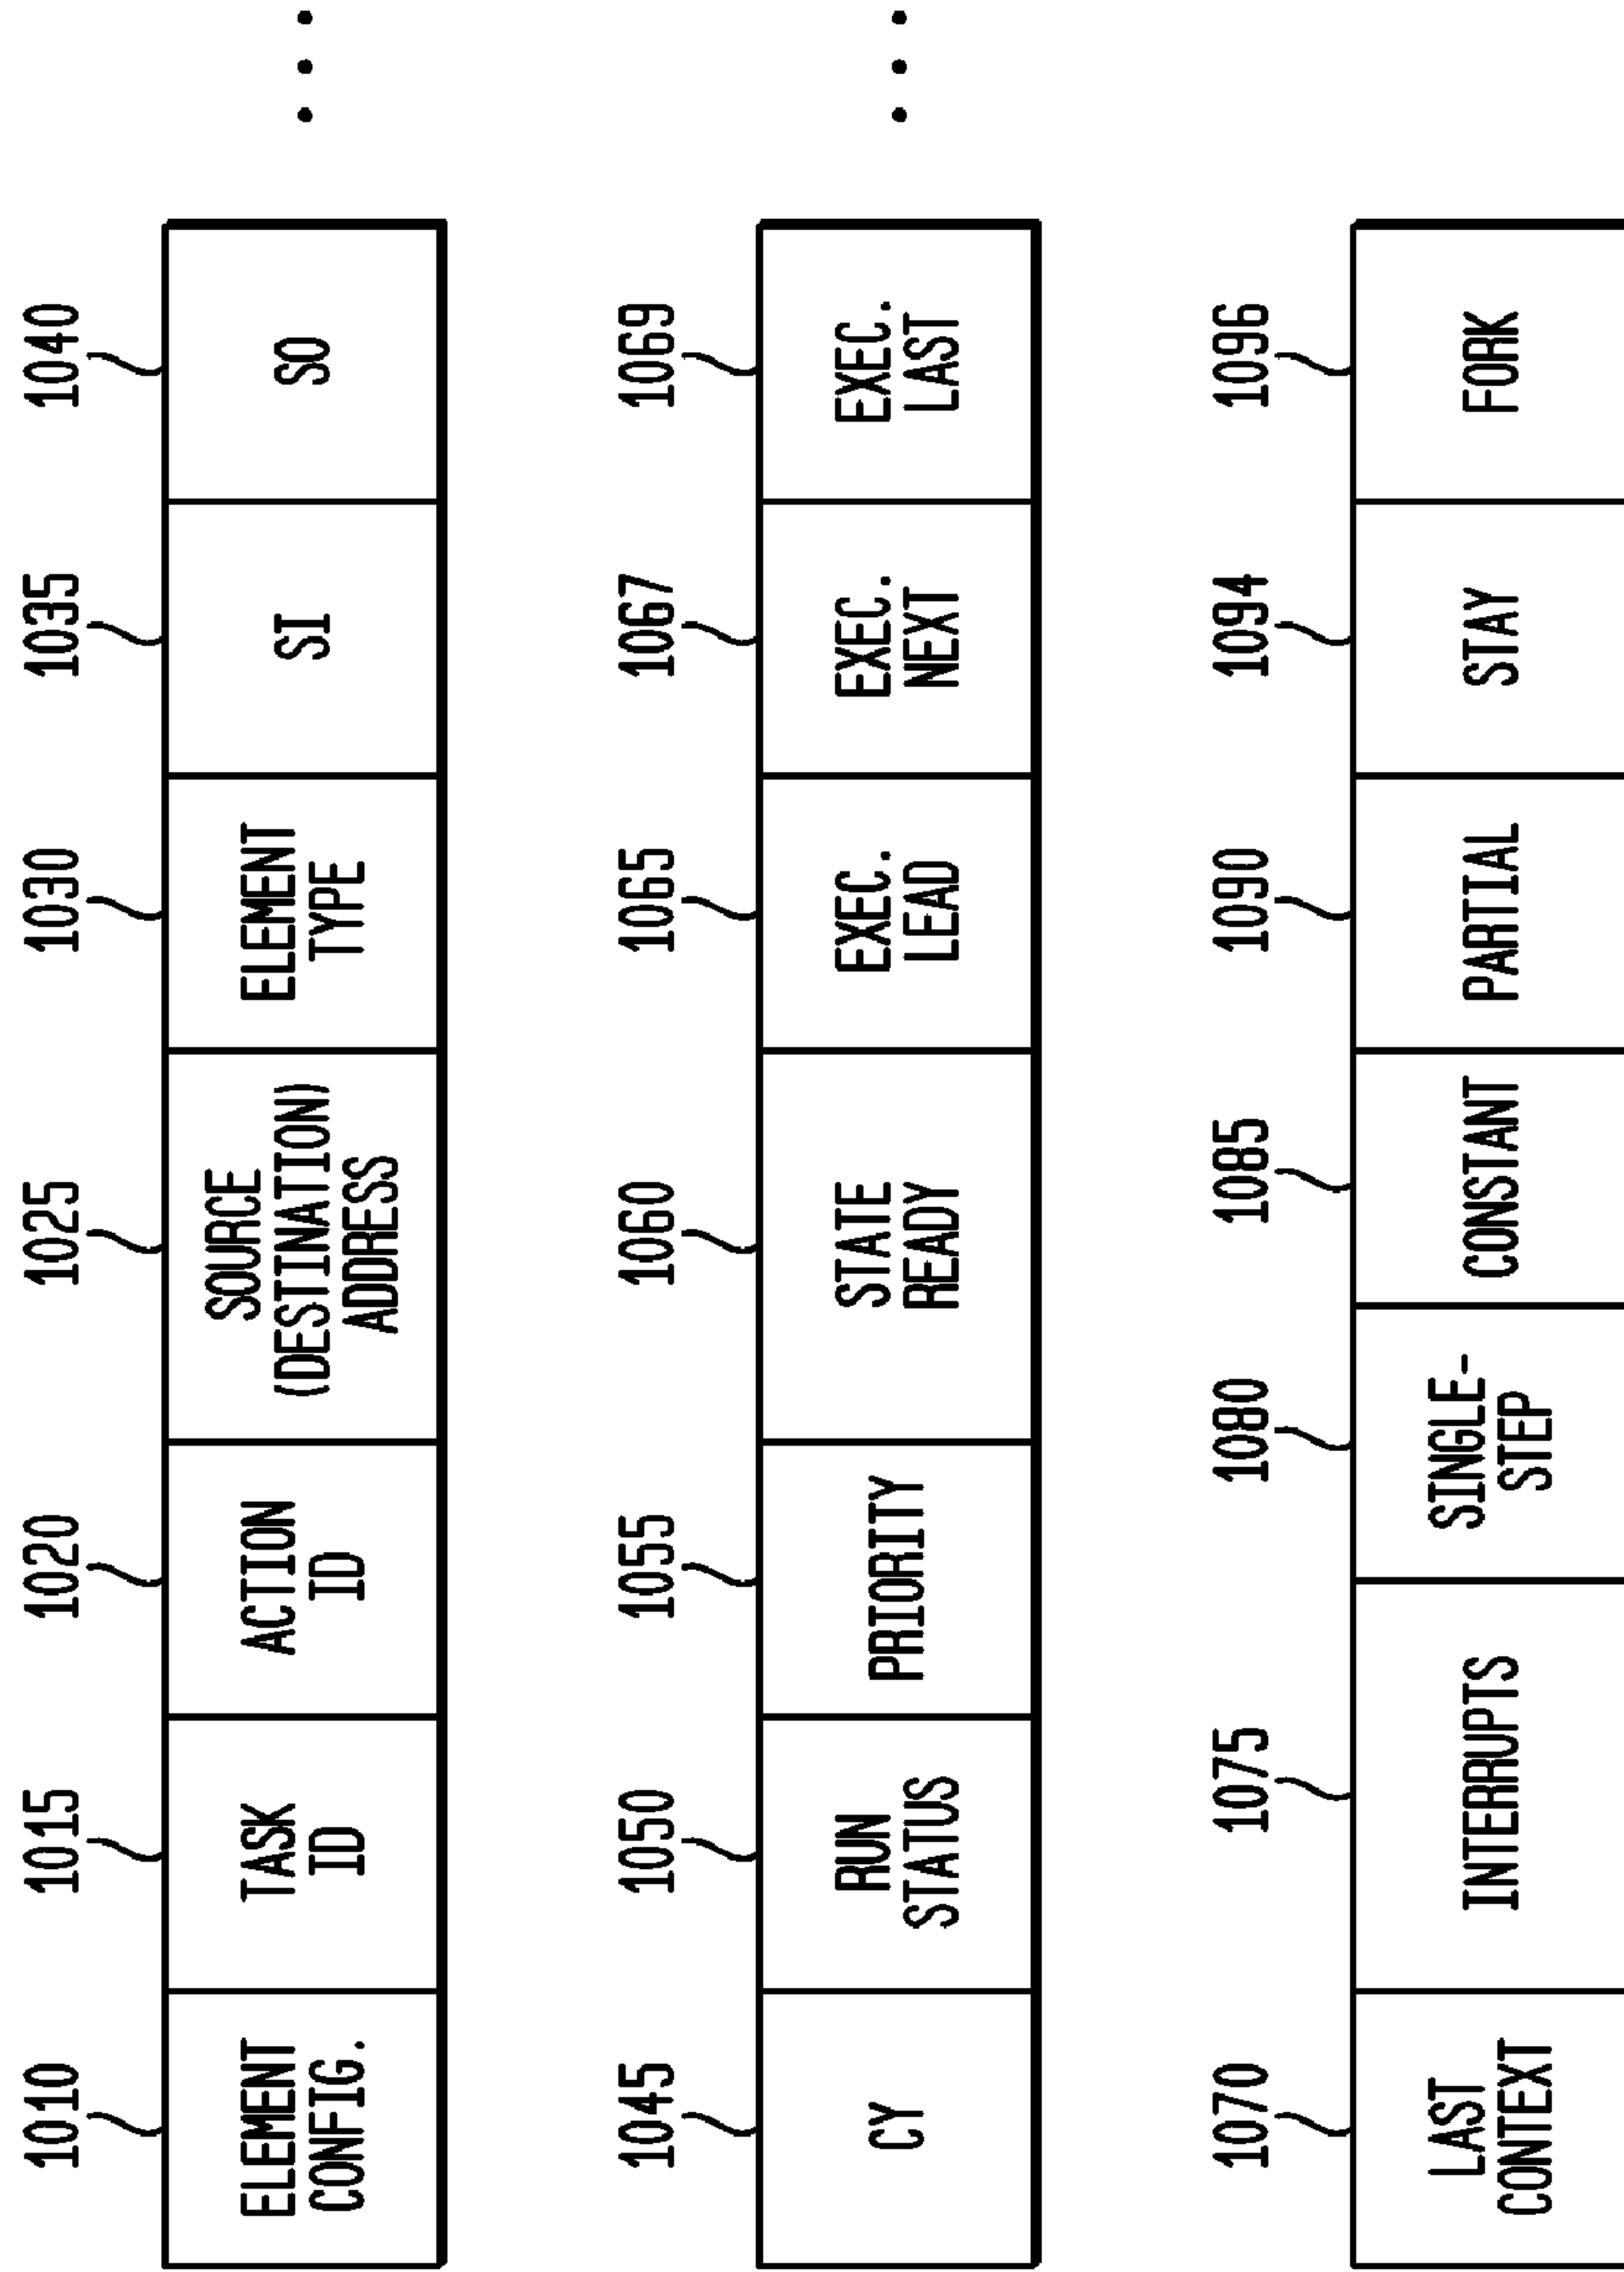 1010
1015
1020
1025
1030
1035
1040
ELEMENT
CONFIG.
TASK
ID
ACTION
ID
SOURCE
(DESTINATION)
ADDRESS
ELEMENT
TYPE
SI
SO
1045
1050
1055
1060
1065
1067
1069
CY
RUN
STATUS
PRIORITY
STATE
READY
EXEC.
LEAD
EXEC.
NEXT
EXEC.
LAST
1070
1075
1080
1085
1090
1094
1096
LAST
CONTEXT
INTERRUPTS
SINGLE-
STEP
CONSTANT
PARTIAL
STAY
FORK